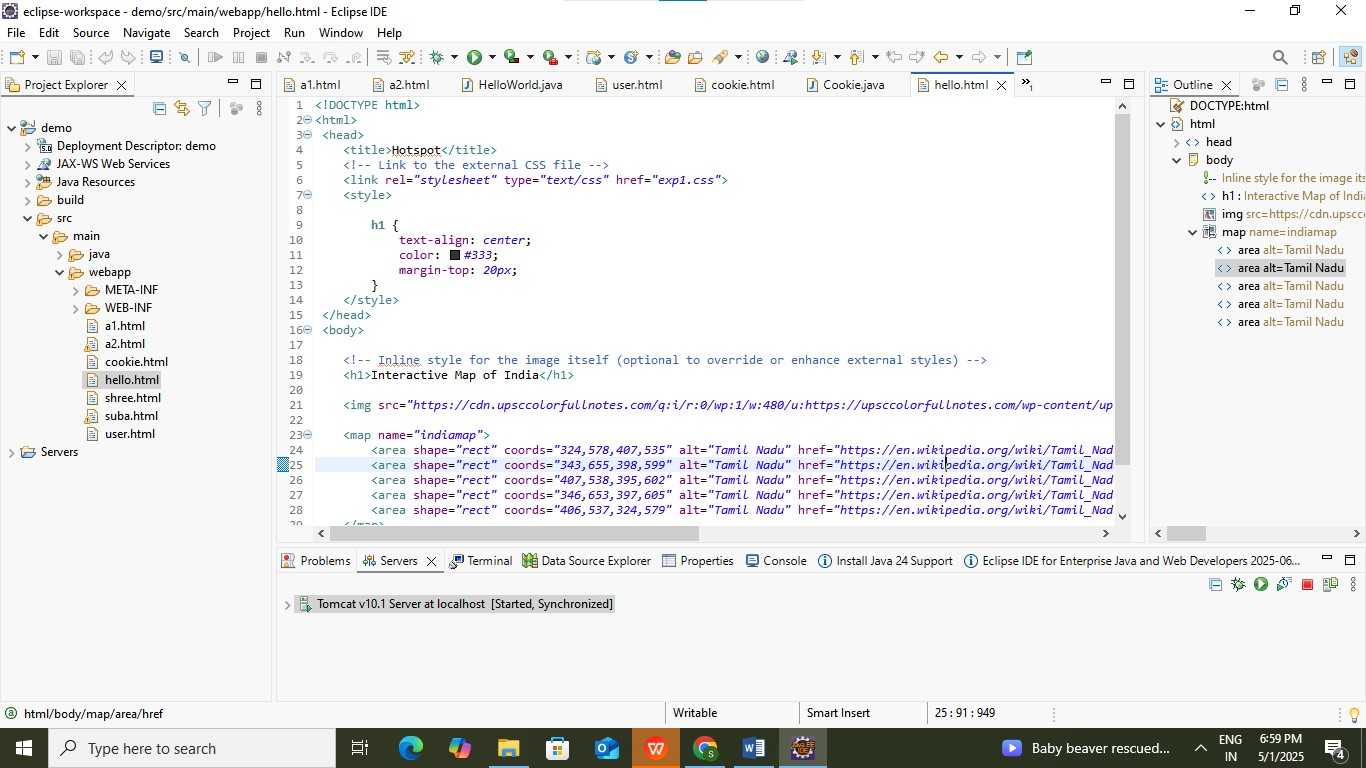 eclipse-workspace - demo/src/main/webapp/hello.html - Eclipse IDE
File Edit Source Navigate Search Project Run Window Help
Project Explorer
demo
Deployment Descriptor: demo
JAX-WS Web Services
Java Resources
build
src
main
java
webapp
META-INF
WEB-INF
a1.html
a2.html
cookie.html
hello.html
shree.html
suba.html
user.html
Servers
a1.html a2.html HelloWorld.java user.html cookie.html Cookie.java hello.html »1
1 <!DOCTYPE html>
2 <html>
3 <head>
4 <title>Hotspot</title>
5 <!-- Link to the external CSS file -->
6 <link rel="stylesheet" type="text/css" href="exp1.css">
7 <style>
8
9 h1 {
10 text-align: center;
11 color: #333;
12 margin-top: 20px;
13 }
14 </style>
15 </head>
16 <body>
17
18 <!-- Inline style for the image itself (optional to override or enhance external styles) -->
19 <h1>Interactive Map of India</h1>
20
21 <img src="https://cdn.upsccolorfullnotes.com/q:i/r:0/wp:1/w:480/u:https://upsccolorfullnotes.com/wp-content/up
22
23 <map name="indiamap">
24 <area shape="rect" coords="324,578,407,535" alt="Tamil Nadu" href="https://en.wikipedia.org/wiki/Tamil_Nad
25 <area shape="rect" coords="343,655,398,599" alt="Tamil Nadu" href="https://en.wikipedia.org/wiki/Tamil_Nad
26 <area shape="rect" coords="407,538,395,602" alt="Tamil Nadu" href="https://en.wikipedia.org/wiki/Tamil_Nad
27 <area shape="rect" coords="346,653,397,605" alt="Tamil Nadu" href="https://en.wikipedia.org/wiki/Tamil_Nad
28 <area shape="rect" coords="406,537,324,579" alt="Tamil Nadu" href="https://en.wikipedia.org/wiki/Tamil_Nad
29 </map>
Outline
DOCTYPE:html
html
head
body
Inline style for the image its
h1 : Interactive Map of India
img src=https://cdn.upscc
map name=indiamap
area alt=Tamil Nadu
area alt=Tamil Nadu
area alt=Tamil Nadu
area alt=Tamil Nadu
area alt=Tamil Nadu
Problems Servers Terminal Data Source Explorer Properties Console Install Java 24 Support Eclipse IDE for Enterprise Java and Web Developers 2025-06...
Tomcat v10.1 Server at localhost [Started, Synchronized]
html/body/map/area/href Writable Smart Insert 25 : 91 : 949
Type here to search
Baby beaver rescued...
ENG
IN
6:59 PM
5/1/2025
4